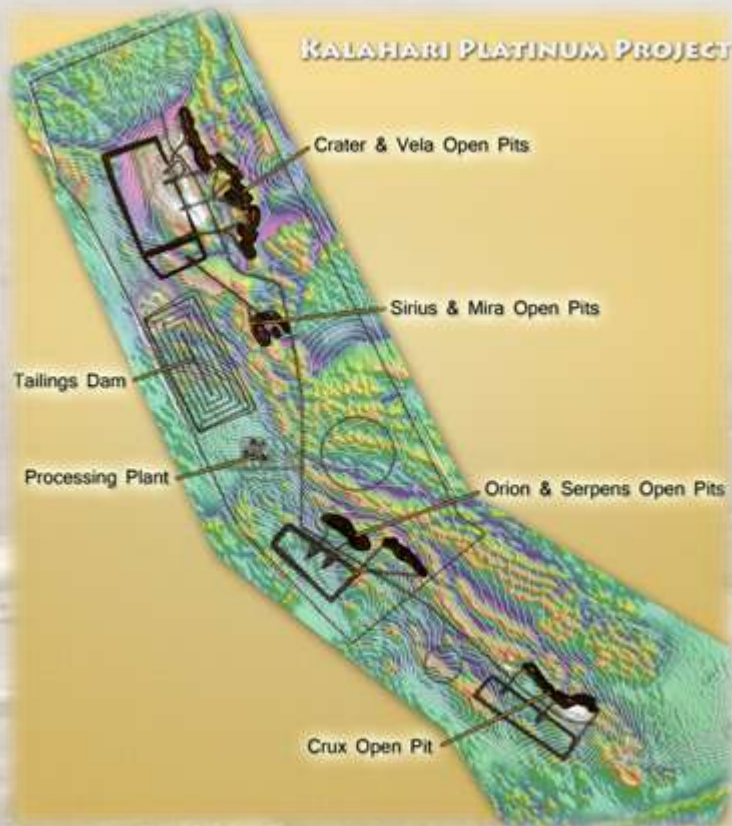 KALAHARI PLATINUM PROJECT
Crater & Vela Open Pits
Sirius & Mira Open Pits
Tailings Dam
Processing Plant
Orion & Serpens Open Pits
Crux Open Pit